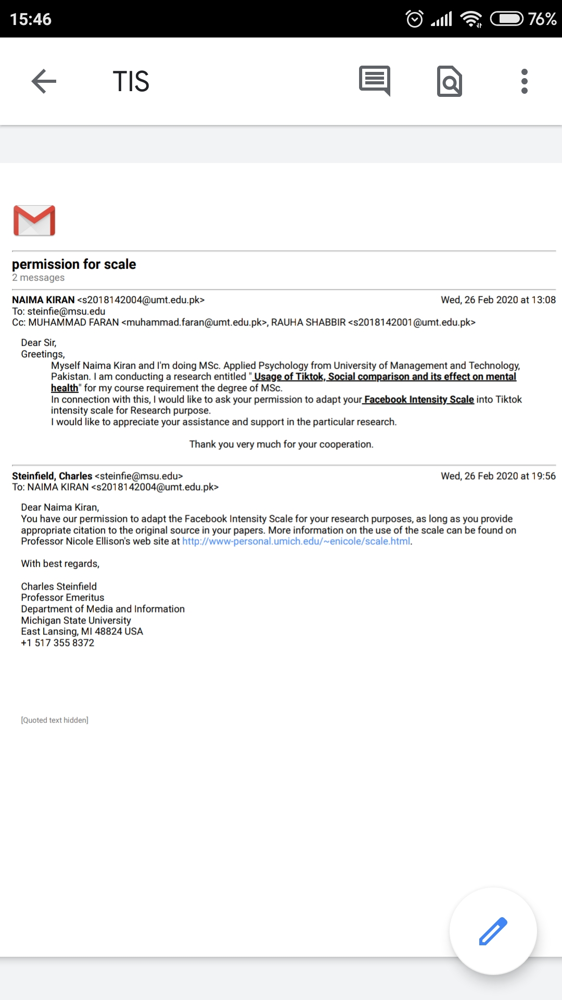 15:46
76%
TIS
permission for scale
2 messages
NAIMA KIRAN <s2018142004@umt.edu.pk> Wed, 26 Feb 2020 at 13:08
To: steinfie@msu.edu
Cc: MUHAMMAD FARAN <muhammad.faran@umt.edu.pk>, RAUHA SHABBIR <s2018142001@umt.edu.pk>
Dear Sir,
Greetings,
Myself Naima Kiran and I'm doing MSc. Applied Psychology from University of Management and Technology,
Pakistan. I am conducting a research entitled " Usage of Tiktok, Social comparison and its effect on mental
health" for my course requirement the degree of MSc.
In connection with this, I would like to ask your permission to adapt your Facebook Intensity Scale into Tiktok
intensity scale for Research purpose.
I would like to appreciate your assistance and support in the particular research.
Thank you very much for your cooperation.
Steinfield, Charles <steinfie@msu.edu> Wed, 26 Feb 2020 at 19:56
To: NAIMA KIRAN <s2018142004@umt.edu.pk>
Dear Naima Kiran,
You have our permission to adapt the Facebook Intensity Scale for your research purposes, as long as you provide
appropriate citation to the original source in your papers. More information on the use of the scale can be found on
Professor Nicole Ellison's web site at http://www-personal.umich.edu/~enicole/scale.html.
With best regards,
Charles Steinfield
Professor Emeritus
Department of Media and Information
Michigan State University
East Lansing, MI 48824 USA
+1 517 355 8372
[Quoted text hidden]